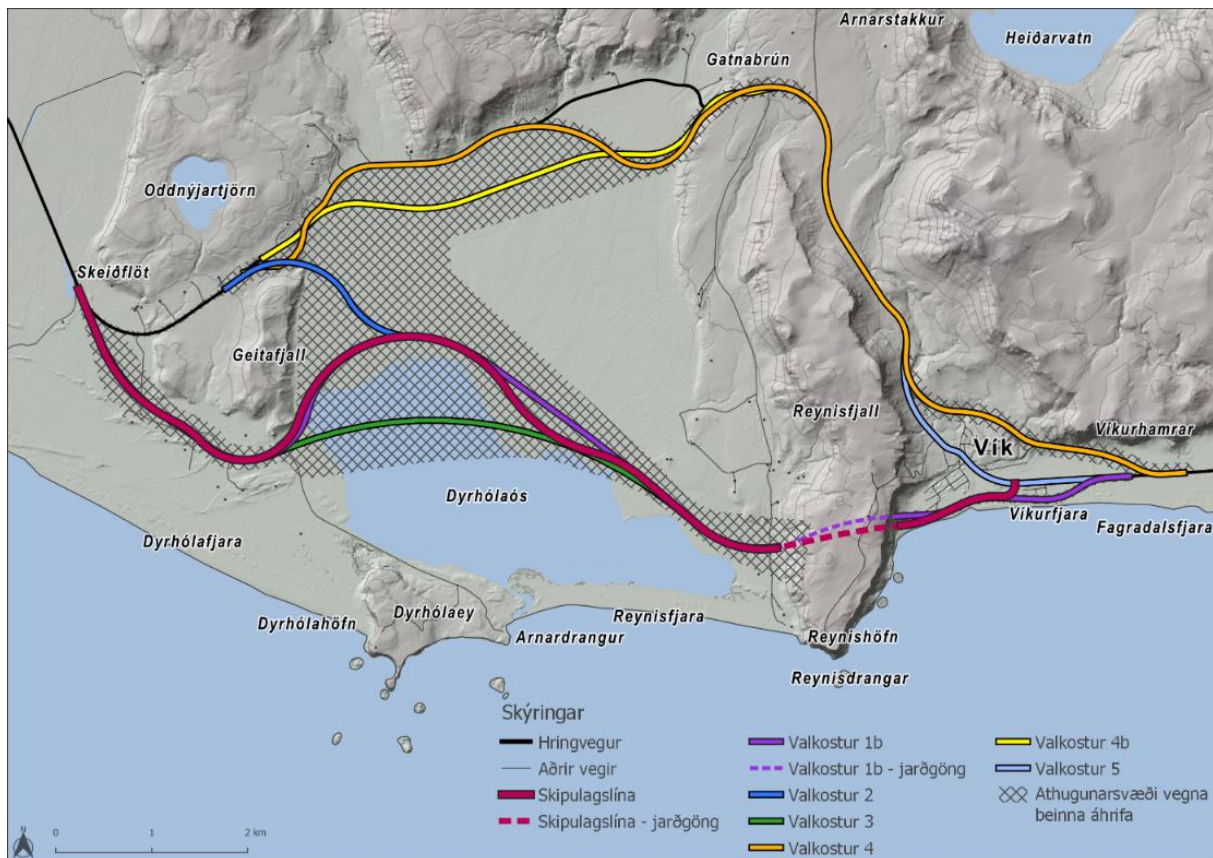 Arnarstakkur
Heiðarvatn
Gatnabrún
Oddnýjartjörn
Skeiðflöt
Geitafjall
Reynisfjall
Víkurhamrar
Vík
Víkurfjara
Fagradalsfjara
Dyrhólaós
Dyrhólafjara
Dyrhólaey
Dyrhólahöfn
Arnardrangur
Reynisfjara
Reynishöfn
Reynisdrangar
Skýringar
Hringvegur
Aðrir vegir
Skipulagslína
Skipulagslína - jarðgöng
Valkostur 1b
Valkostur 1b - jarðgöng
Valkostur 2
Valkostur 3
Valkostur 4
Valkostur 4b
Valkostur 5
Athugunarsvæði vegna
beinna áhrifa
N
0 1 2 km